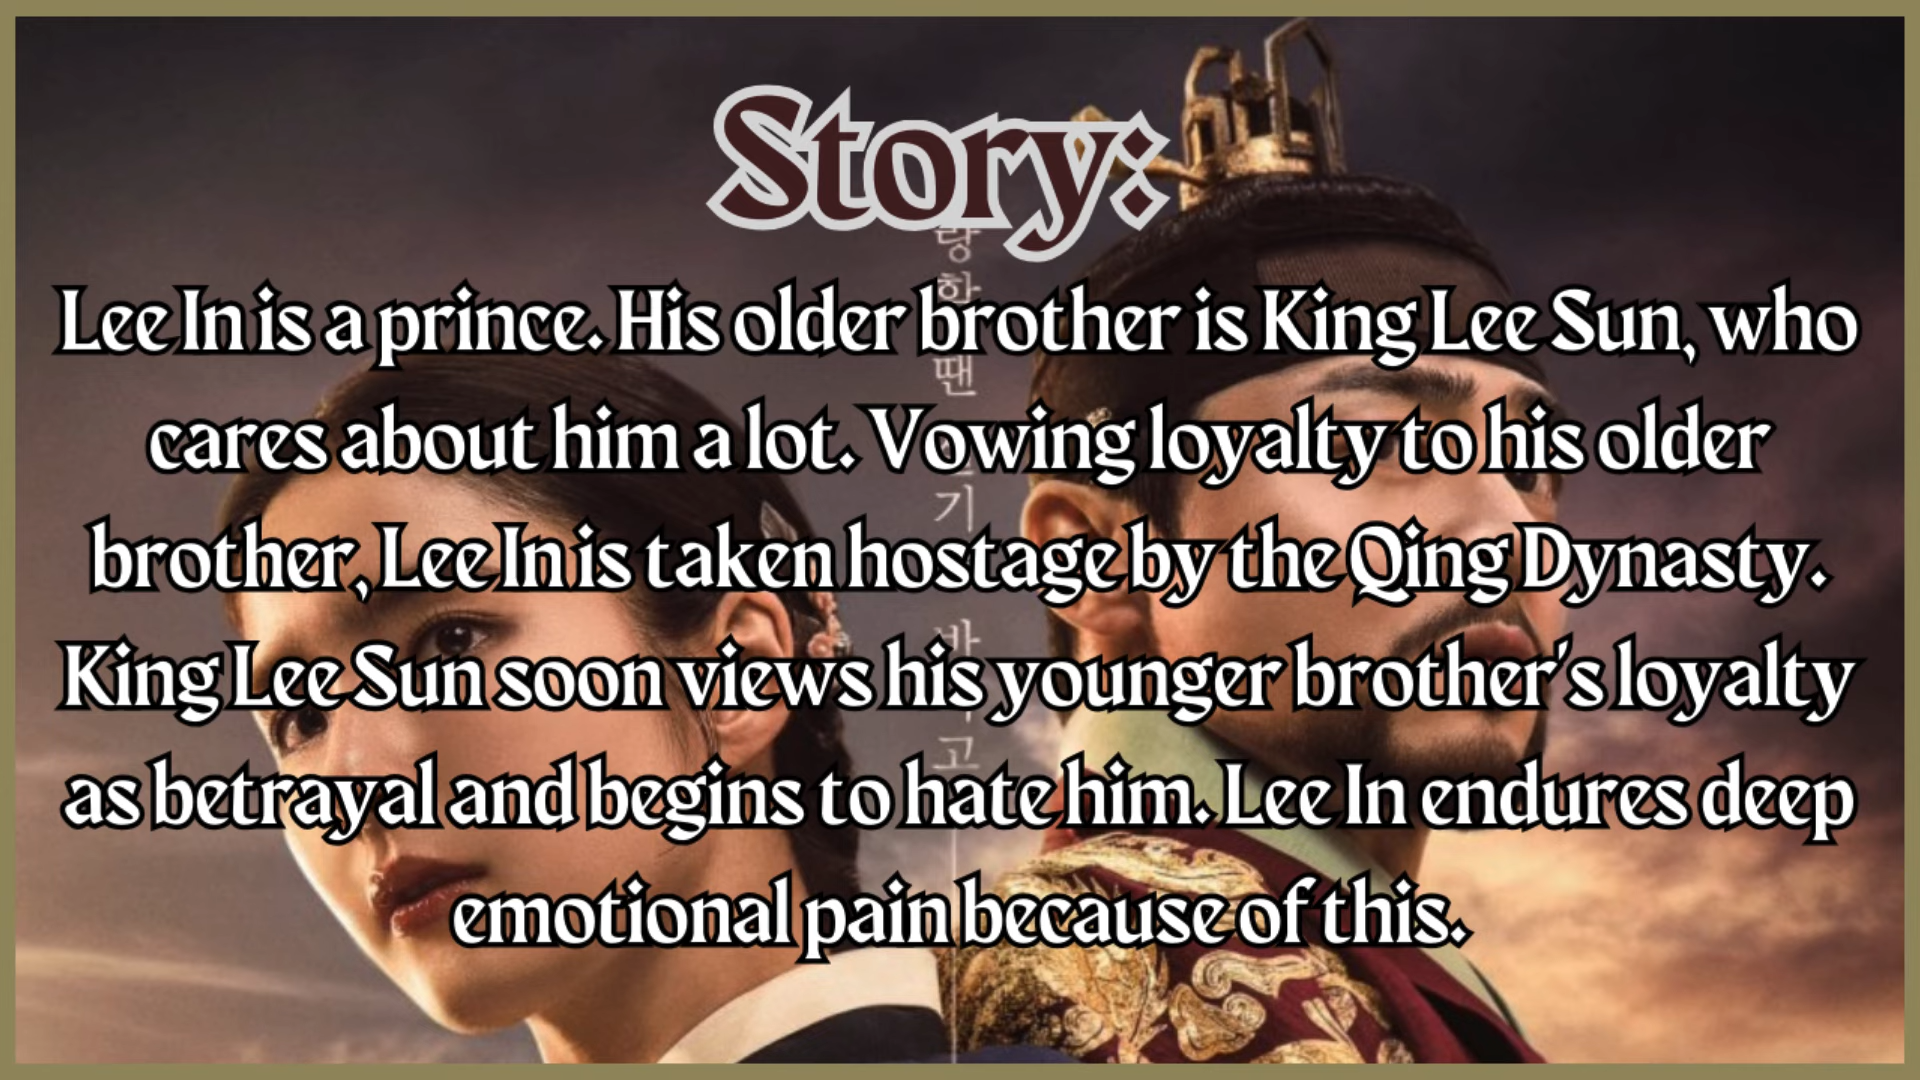 Story:
Lee In is a prince. His older brother is King Lee Sun, who
cares about him a lot. Vowing loyalty to his older
brother, Lee In is taken hostage by the Qing Dynasty.
King Lee Sun soon views his younger brother's loyalty
as betrayal and begins to hate him. Lee In endures deep
emotional pain because of this.